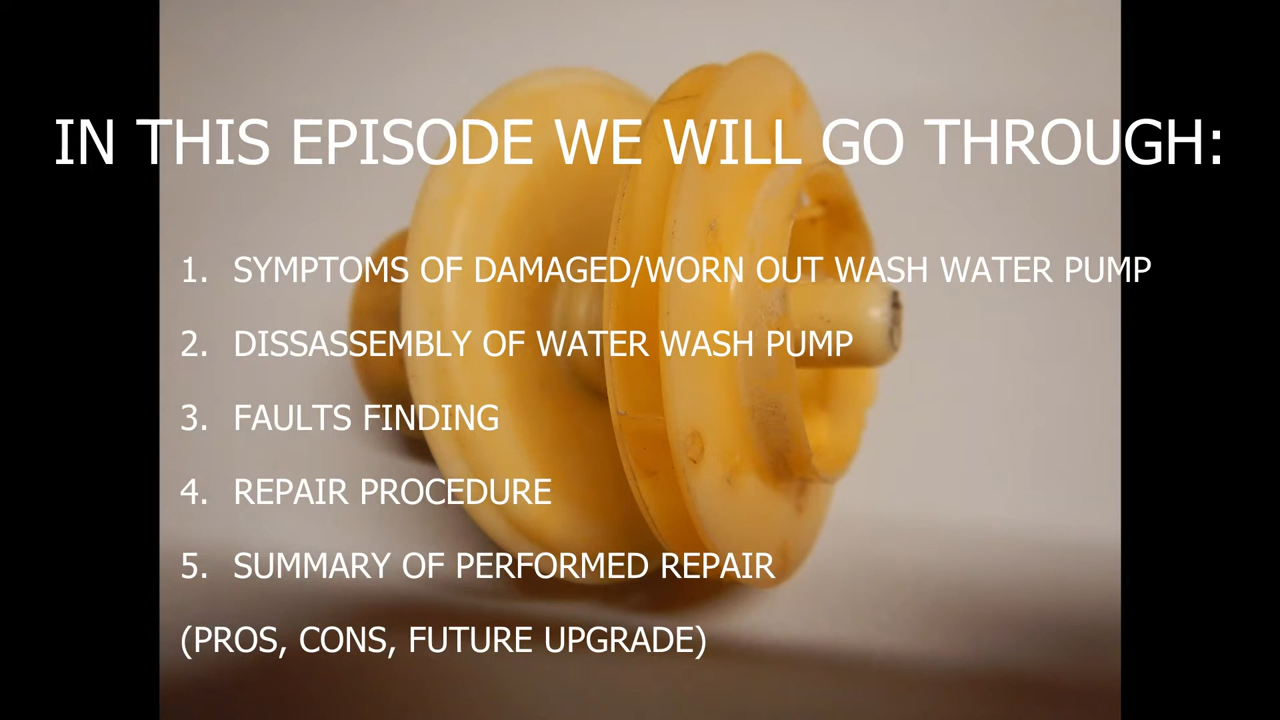 IN THIS EPISODE WE WILL GO THROUGH:
1. SYMPTOMS OF DAMAGED/WORN OUT WASH WATER PUMP
2. DISSASSEMBLY OF WATER WASH PUMP
3. FAULTS FINDING
4. REPAIR PROCEDURE
5. SUMMARY OF PERFORMED REPAIR
(PROS, CONS, FUTURE UPGRADE)